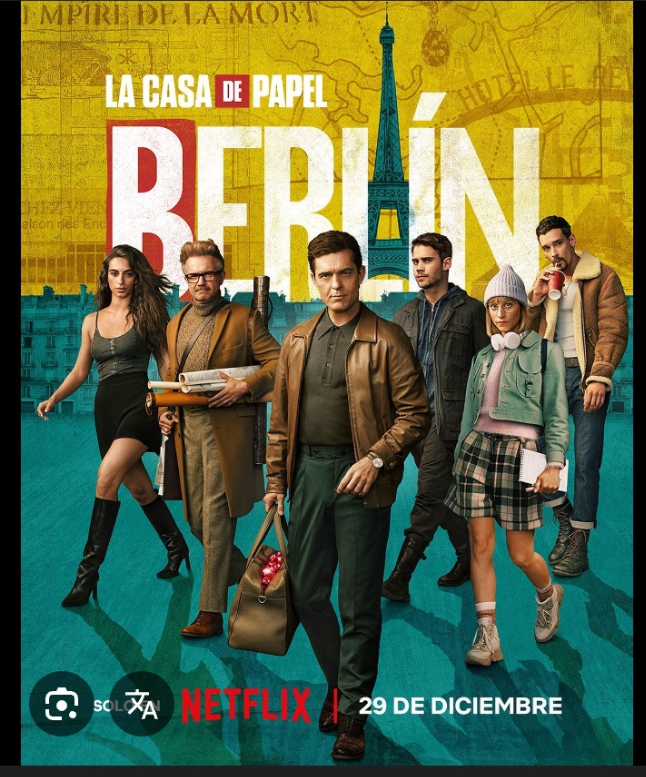 EMPIRE DE LA MORT
LA CASA DE PAPEL
BERLÍN
NETFLIX | 29 DE DICIEMBRE